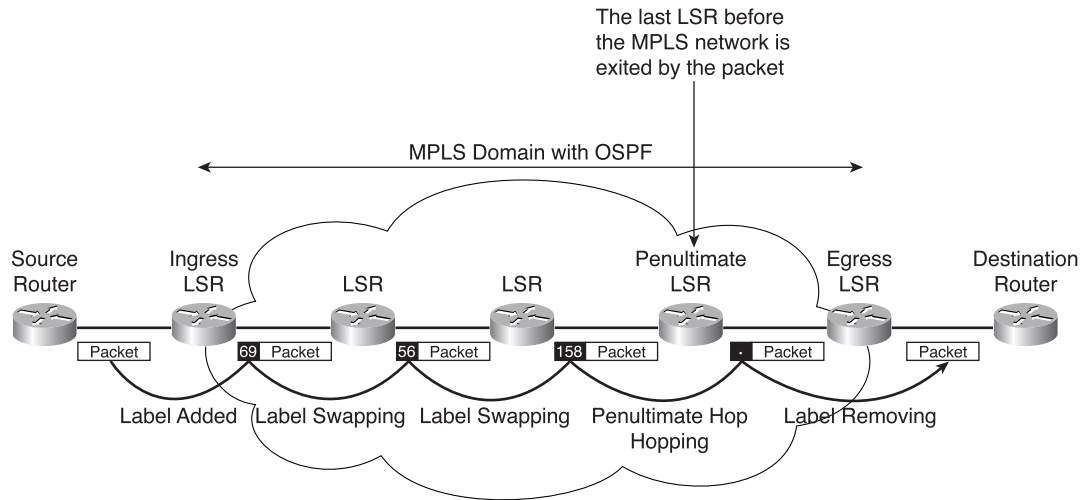 The last LSR before
the MPLS network is
exited by the packet
MPLS Domain with OSPF
Source
Router
Ingress
LSR
LSR
LSR
Penultimate
LSR
Egress
LSR
Destination
Router
Packet
69 Packet
56 Packet
158 Packet
. Packet
Packet
Label Added
Label Swapping
Label Swapping
Penultimate Hop
Hopping
Label Removing